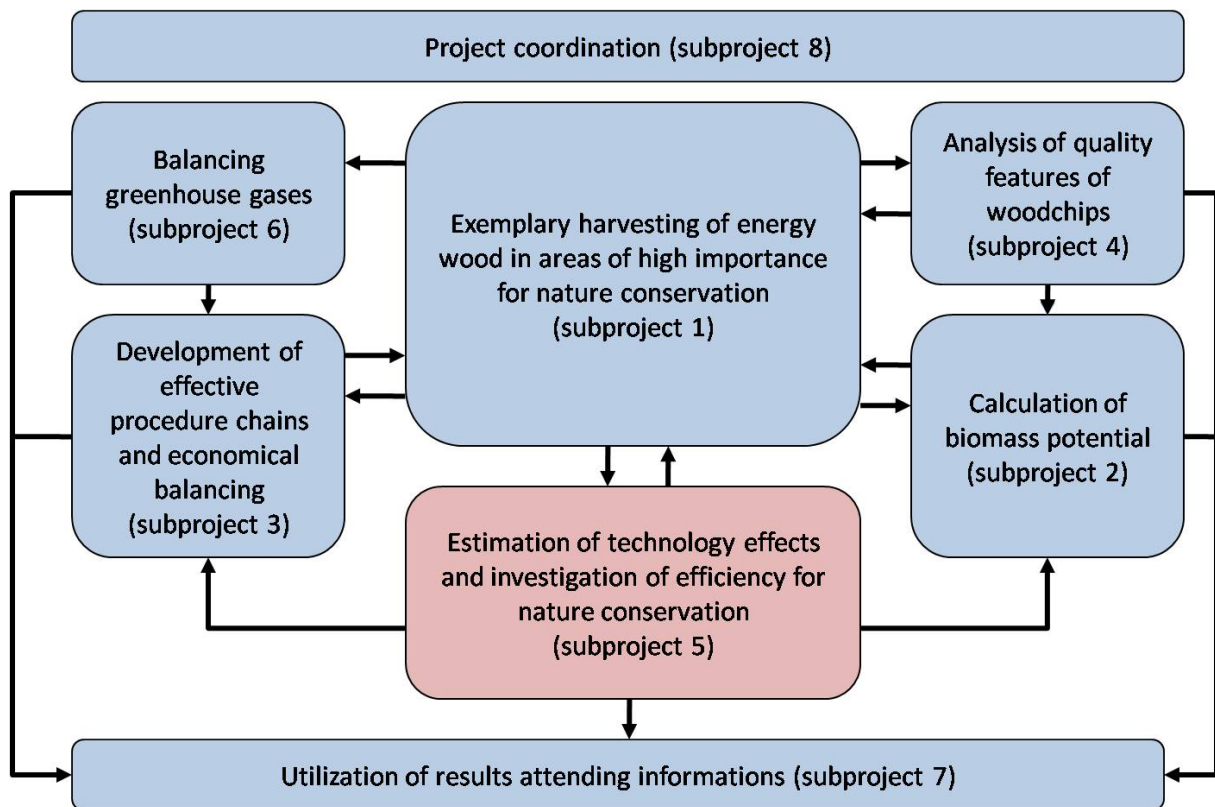 Project coordination (subproject 8)
Balancing
greenhouse gases
(subproject 6)
Exemplary harvesting of energy
wood in areas of high importance
for nature conservation
(subproject 1)
Analysis of quality
features of
woodchips
(subproject 4)
Development of
effective
procedure chains
and economical
balancing
(subproject 3)
Calculation of
biomass potential
(subproject 2)
Estimation of technology effects
and investigation of efficiency for
nature conservation
(subproject 5)
Utilization of results attending informations (subproject 7)